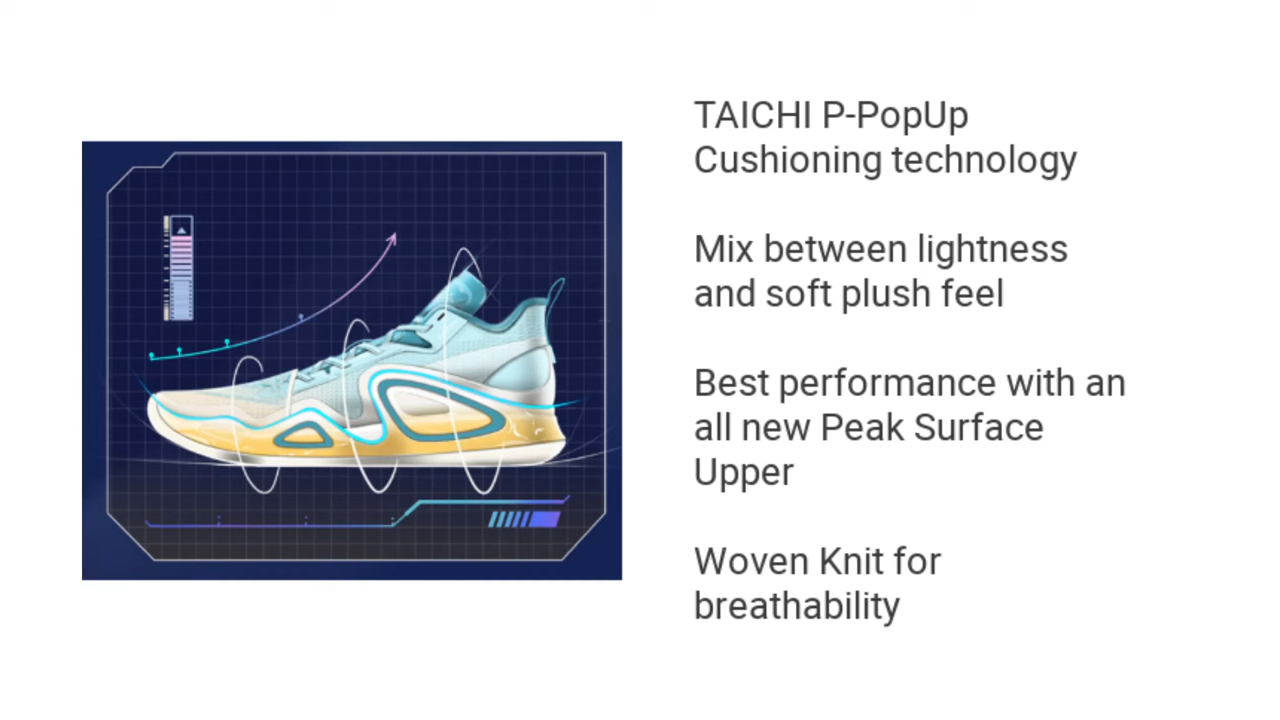 TAICHI P-PopUp
Cushioning technology
Mix between lightness
and soft plush feel
Best performance with an
all new Peak Surface
Upper
Woven Knit for
breathability